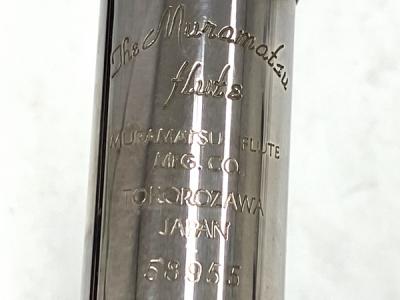 The Muramatsu
flute
MURAMATSU FLUTE
MFG. CO.
TOKOROZAWA
JAPAN
58955